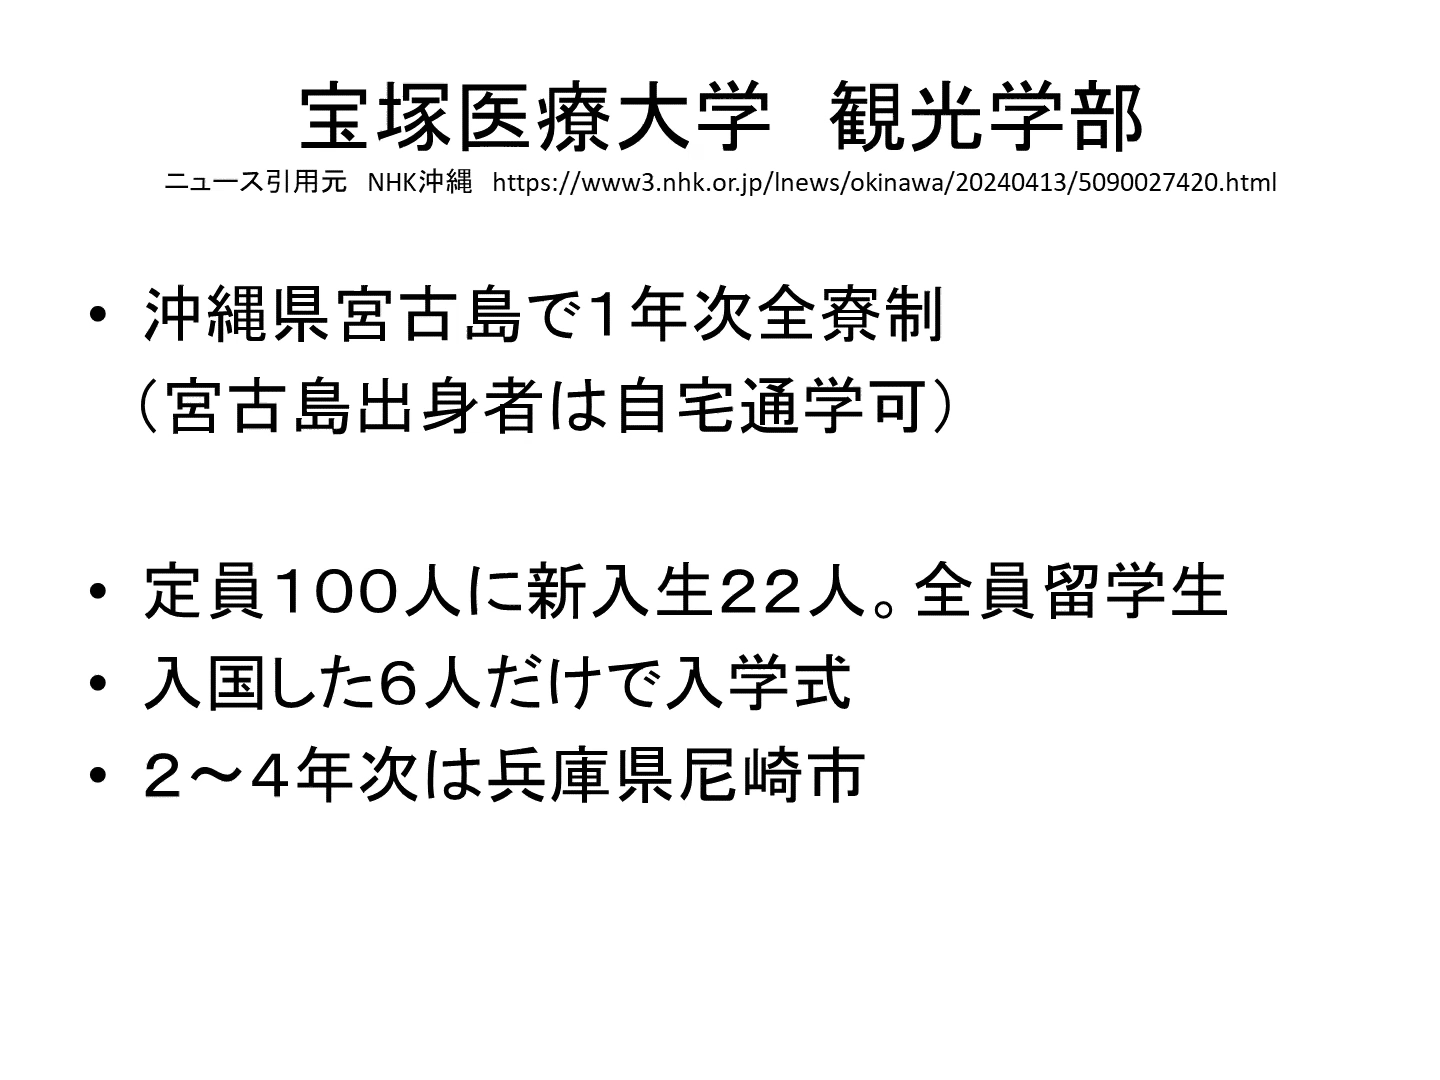 宝塚医療大学　観光学部
ニュース引用元　NHK沖縄　https://www3.nhk.or.jp/lnews/okinawa/20240413/5090027420.html
• 沖縄県宮古島で１年次全寮制
（宮古島出身者は自宅通学可）
• 定員１００人に新入生２２人。全員留学生
• 入国した６人だけで入学式
• ２～４年次は兵庫県尼崎市